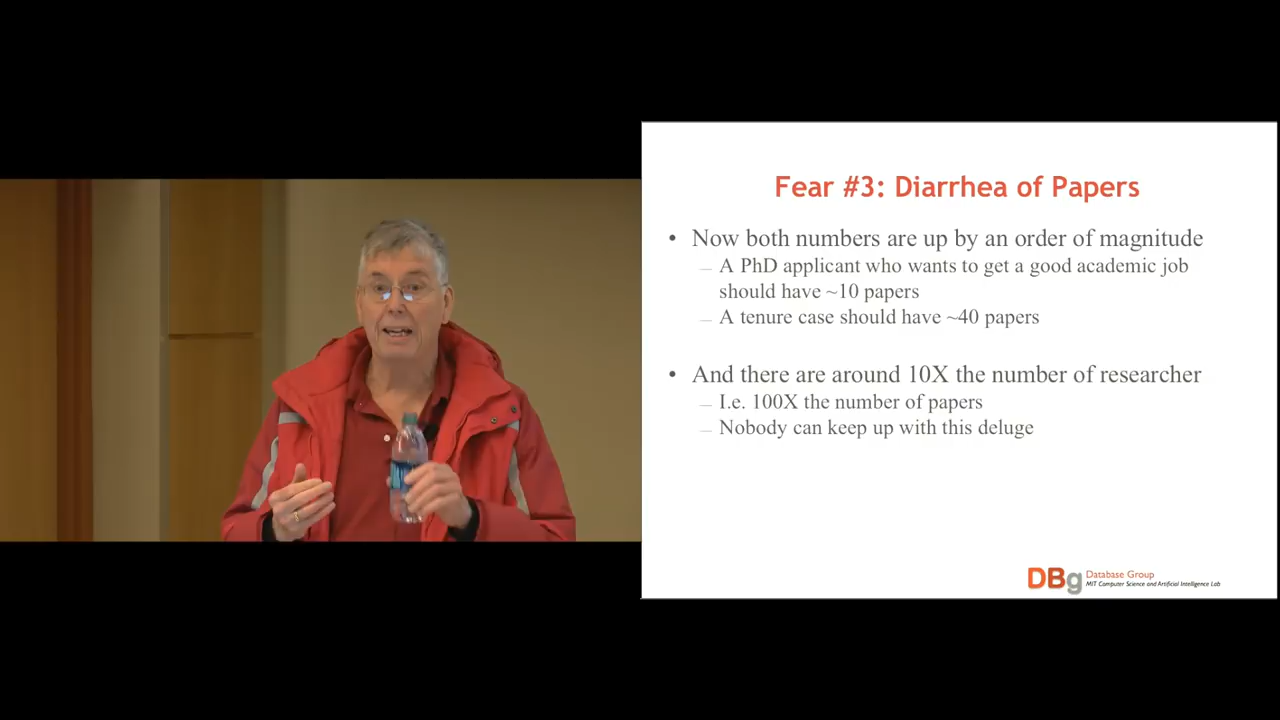 Fear #3: Diarrhea of Papers
• Now both numbers are up by an order of magnitude
– A PhD applicant who wants to get a good academic job
should have ~10 papers
– A tenure case should have ~40 papers
• And there are around 10X the number of researcher
– I.e. 100X the number of papers
– Nobody can keep up with this deluge
DBg Database Group
MIT Computer Science and Artificial Intelligence Lab